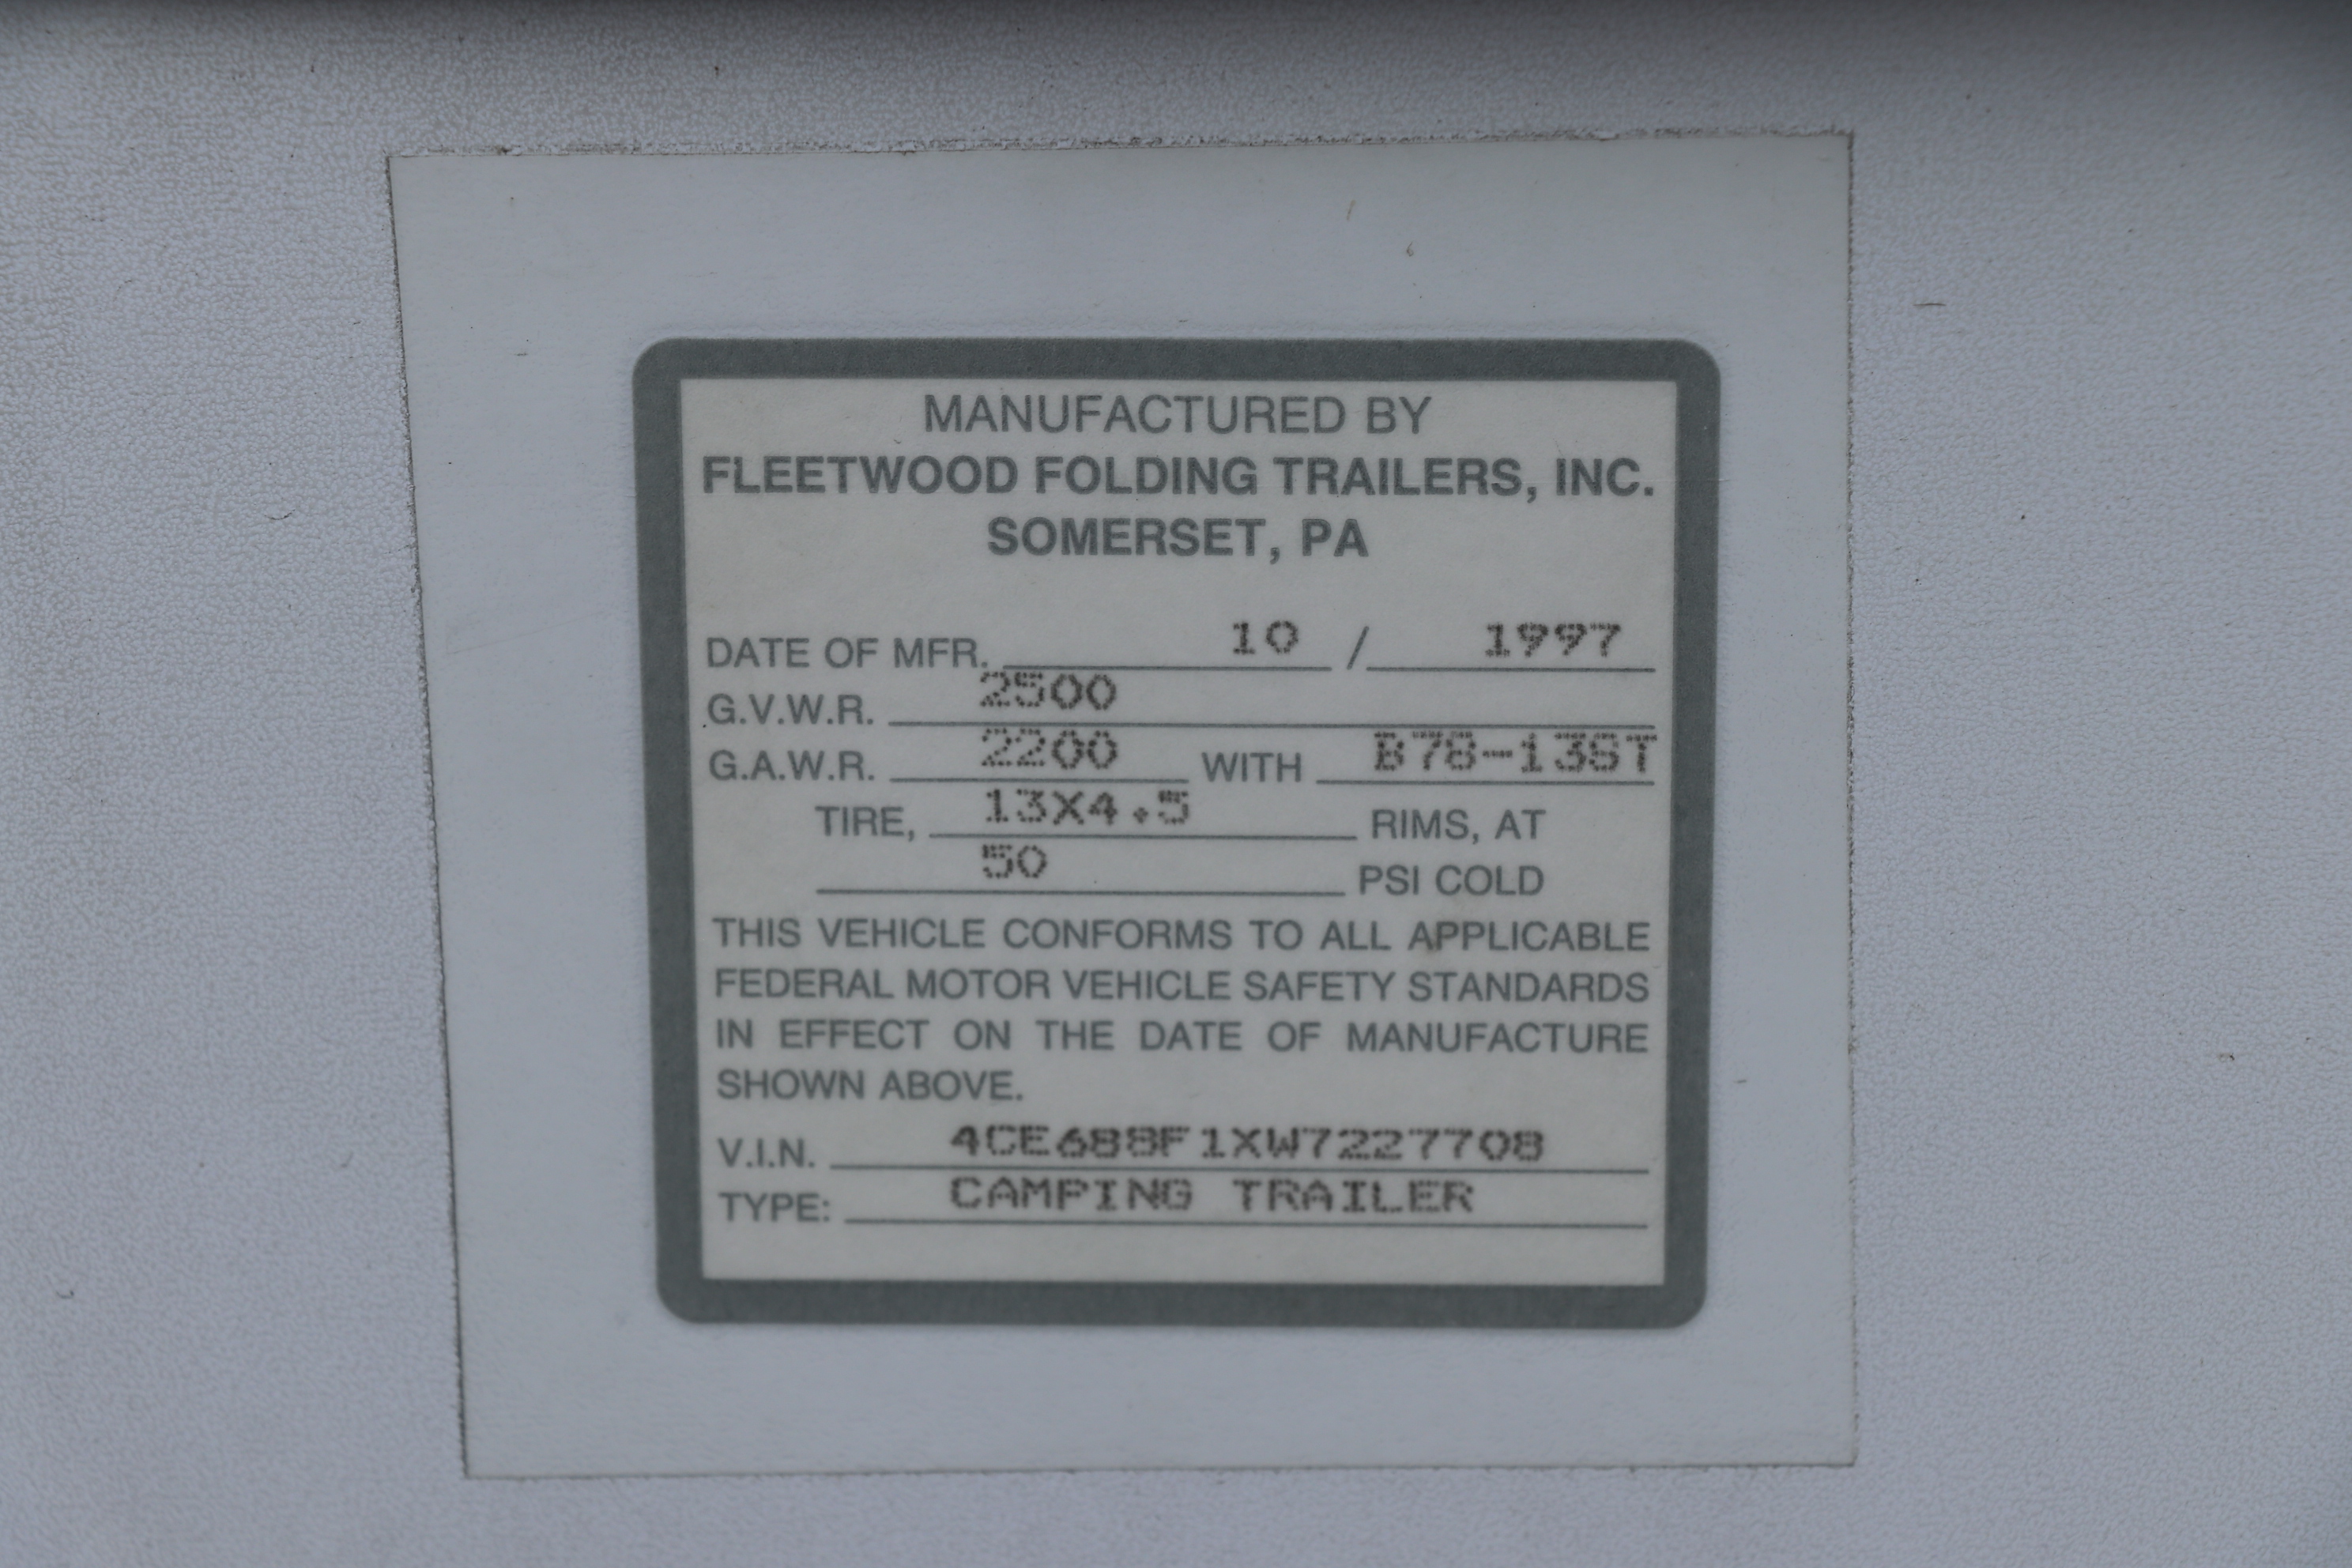 MANUFACTURED BY
FLEETWOOD FOLDING TRAILERS, INC.
SOMERSET, PA
DATE OF MFR. 10 / 1997
G.V.W.R. 2500
G.A.W.R. 2200 WITH B78-13ST
TIRE, 13X4.5 RIMS, AT
50 PSI COLD
THIS VEHICLE CONFORMS TO ALL APPLICABLE
FEDERAL MOTOR VEHICLE SAFETY STANDARDS
IN EFFECT ON THE DATE OF MANUFACTURE
SHOWN ABOVE.
V.I.N. 4CE688F1XW7227708
TYPE: CAMPING TRAILER